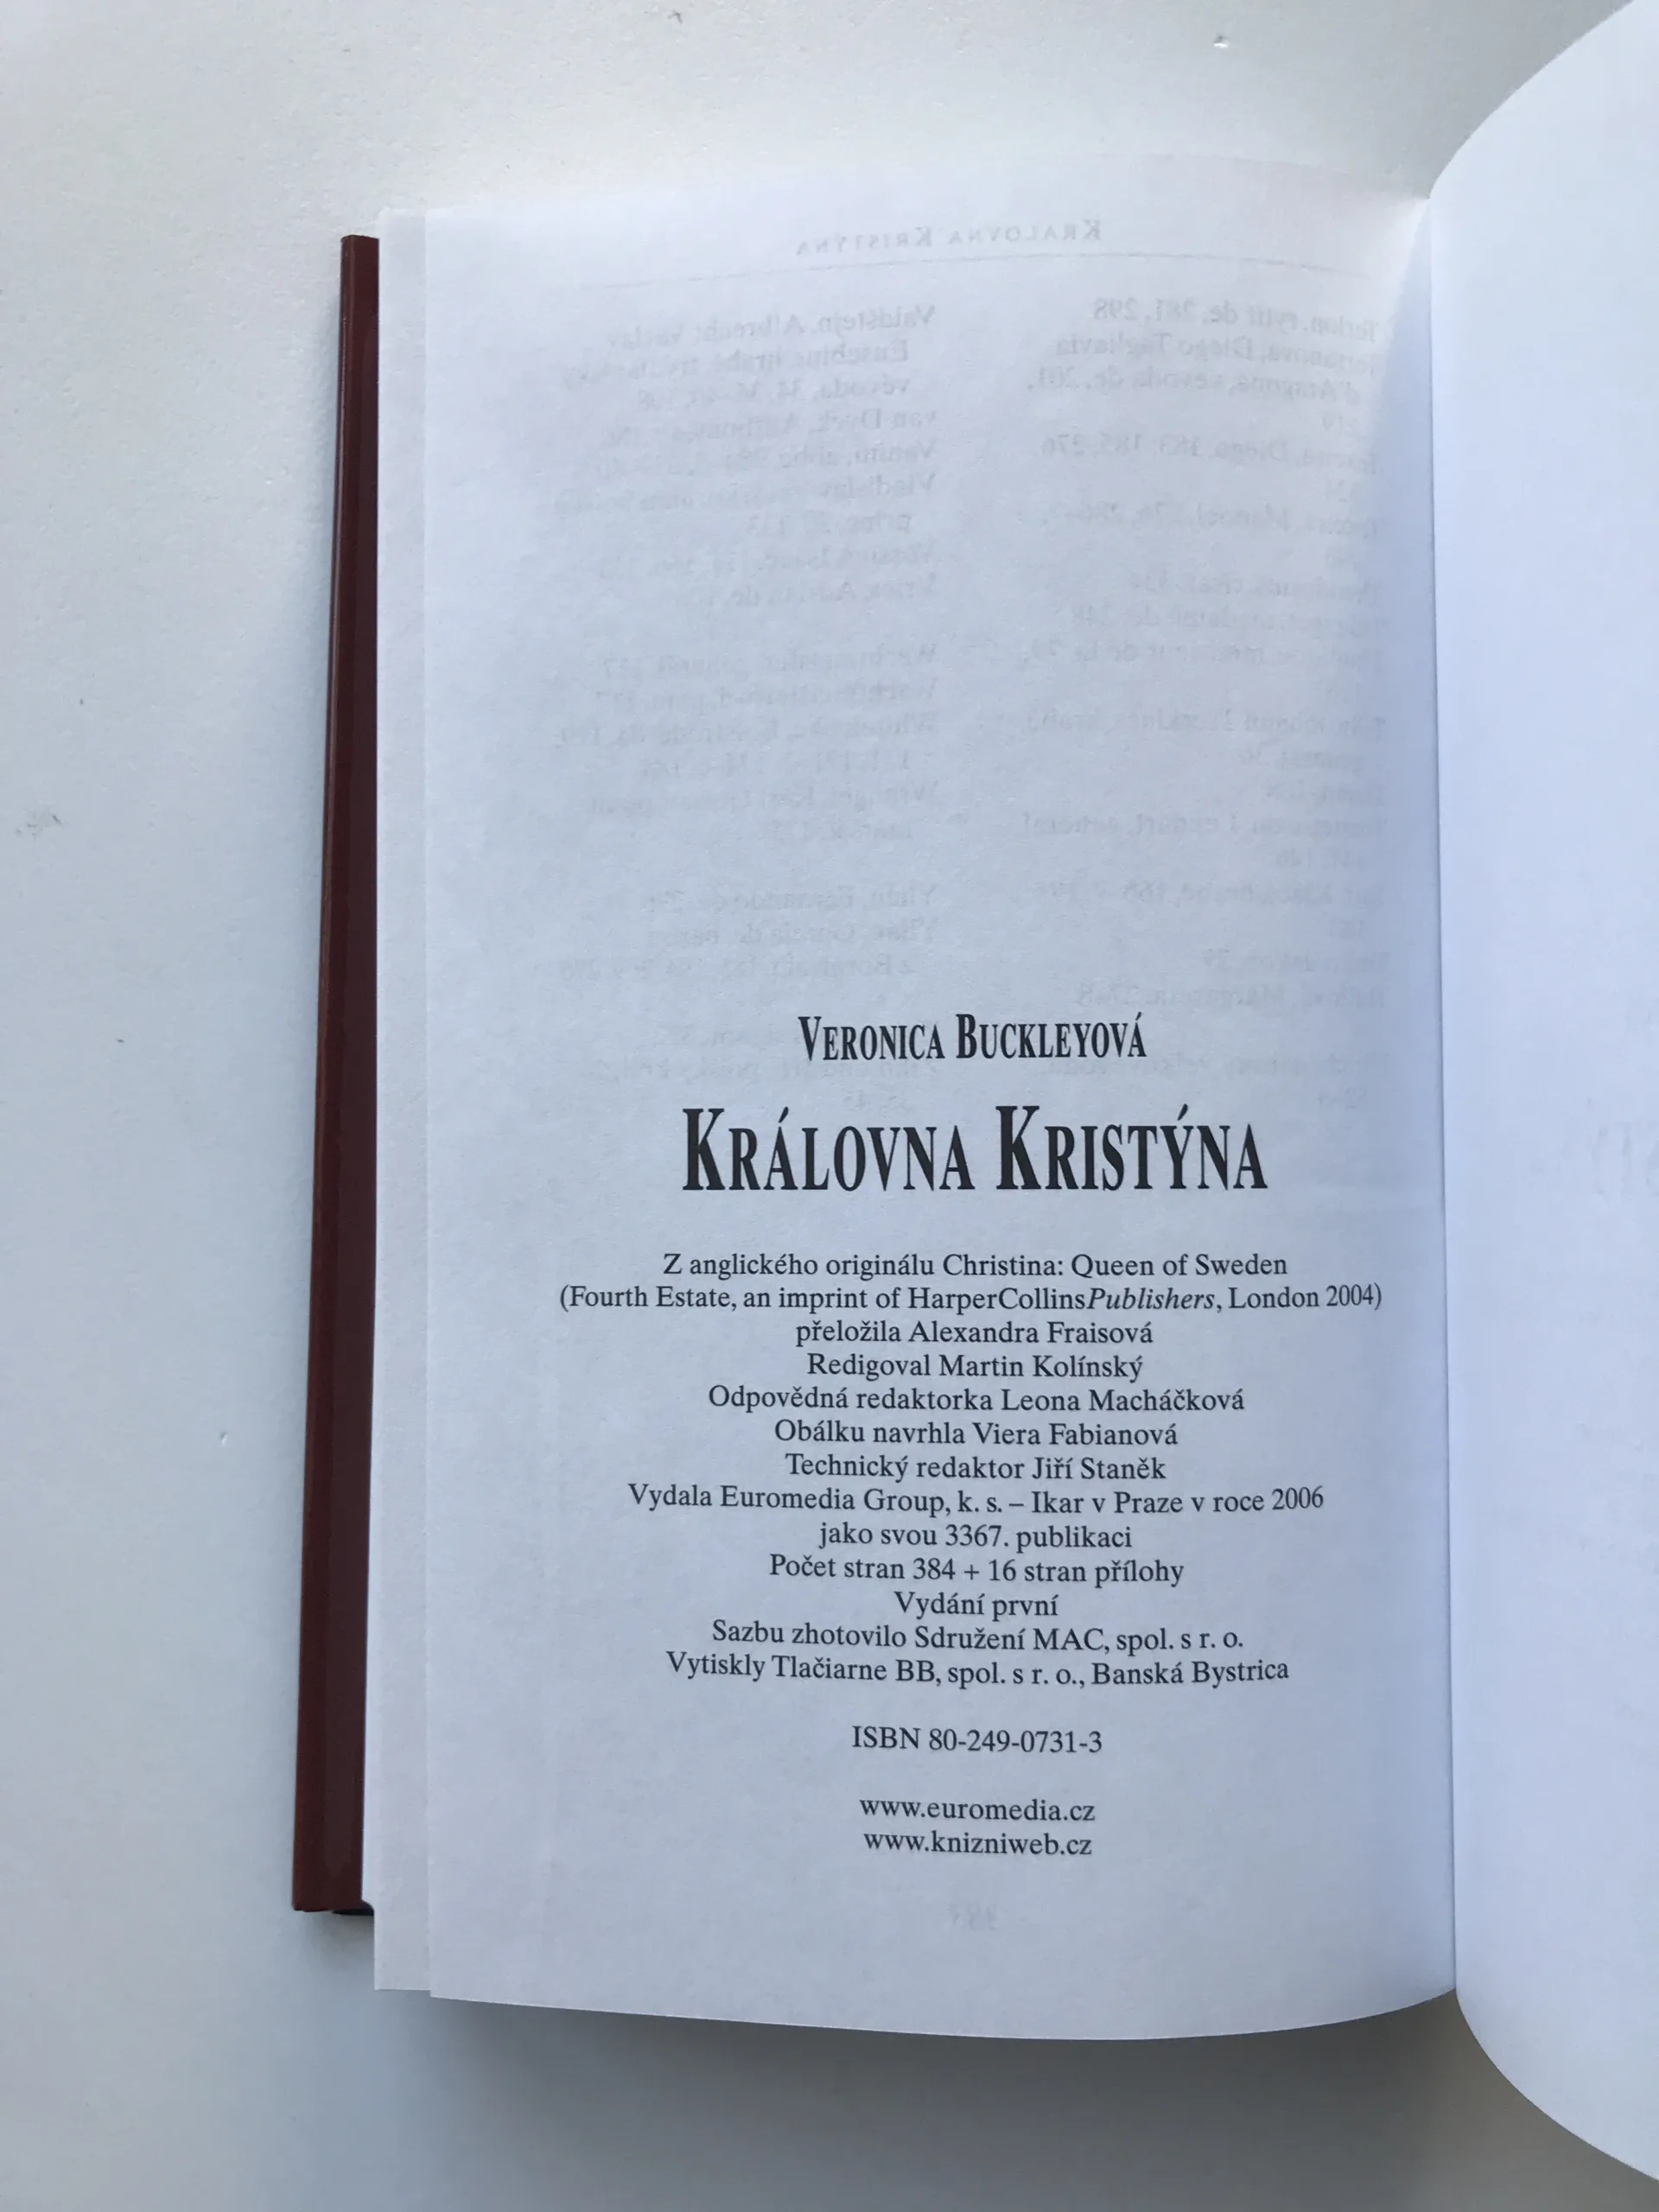 VERONICA BUCKLEYOVÁ
KRÁLOVNA KRISTÝNA
Z anglického originálu Christina: Queen of Sweden
(Fourth Estate, an imprint of HarperCollinsPublishers, London 2004)
přeložila Alexandra Fraisová
Redigoval Martin Kolínský
Odpovědná redaktorka Leona Macháčková
Obálku navrhla Viera Fabianová
Technický redaktor Jiří Staněk
Vydala Euromedia Group, k. s. – Ikar v Praze v roce 2006
jako svou 3367. publikaci
Počet stran 384 + 16 stran přílohy
Vydání první
Sazbu zhotovilo Sdružení MAC, spol. s r. o.
Vytiskly Tlačiarne BB, spol. s r. o., Banská Bystrica
ISBN 80-249-0731-3
www.euromedia.cz
www.knizniweb.cz